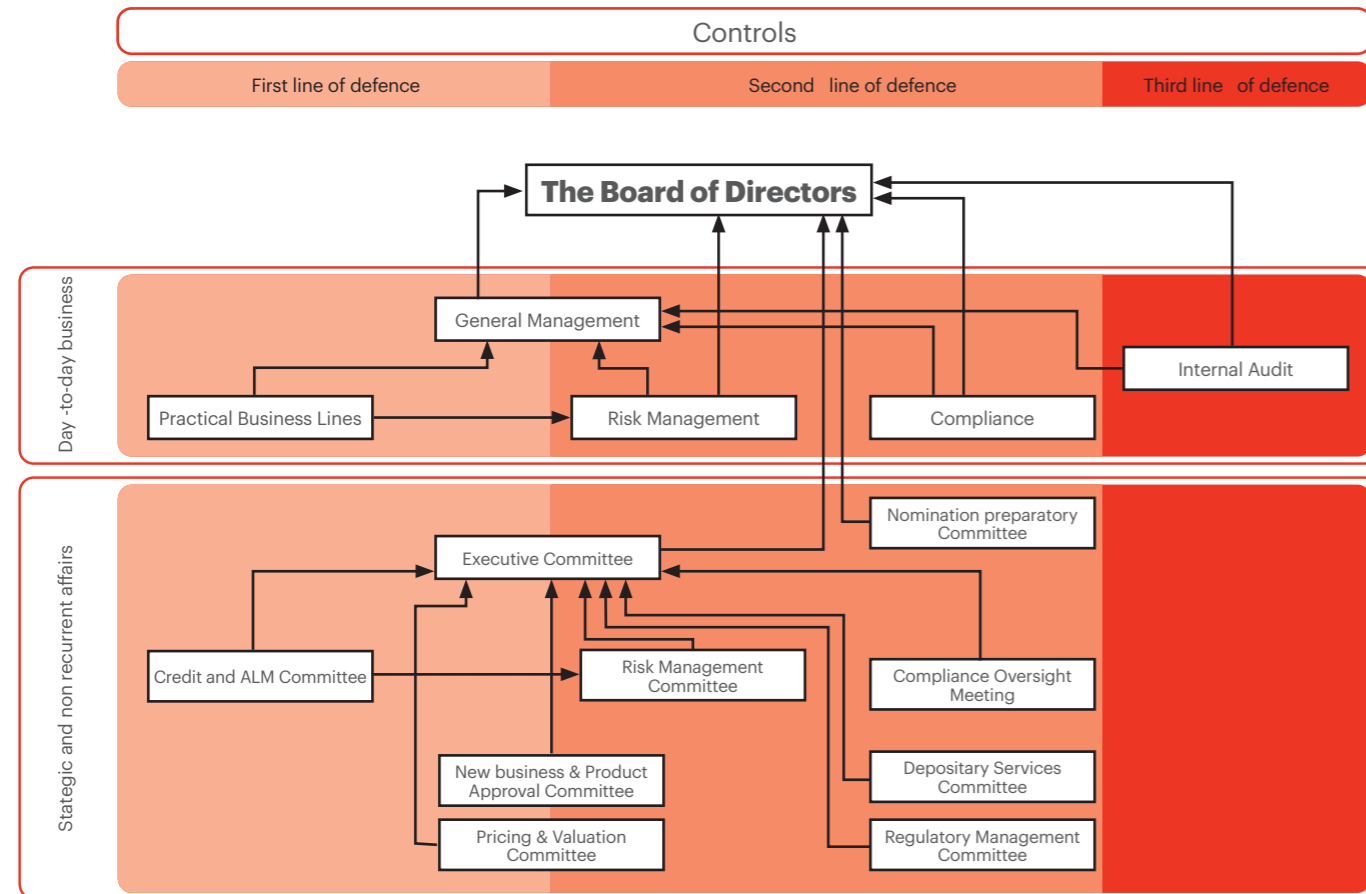 Controls
First line of defence
Second line of defence
Third line of defence
The Board of Directors
Day -to-day business
General Management
Internal Audit
Practical Business Lines
Risk Management
Compliance
Stategic and non recurrent affairs
Nomination preparatory
Committee
Executive Committee
Credit and ALM Committee
Risk Management
Committee
Compliance Oversight
Meeting
New business & Product
Approval Committee
Depositary Services
Committee
Pricing & Valuation
Committee
Regulatory Management
Committee